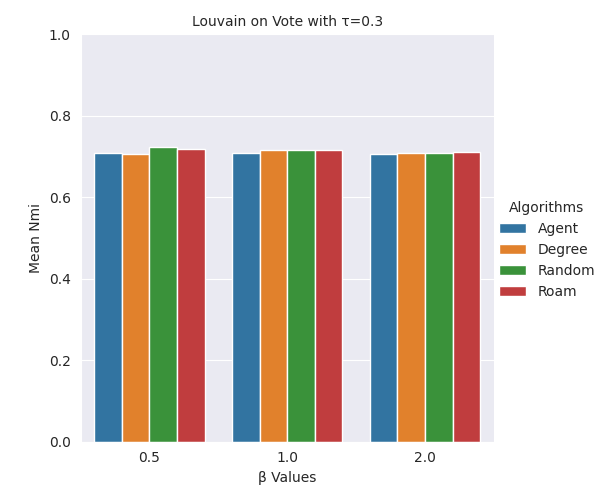 Louvain on Vote with τ=0.3
1.0
0.8
0.6
0.4
0.2
0.0
Mean Nmi
0.5 1.0 2.0
β Values
Algorithms
Agent
Degree
Random
Roam